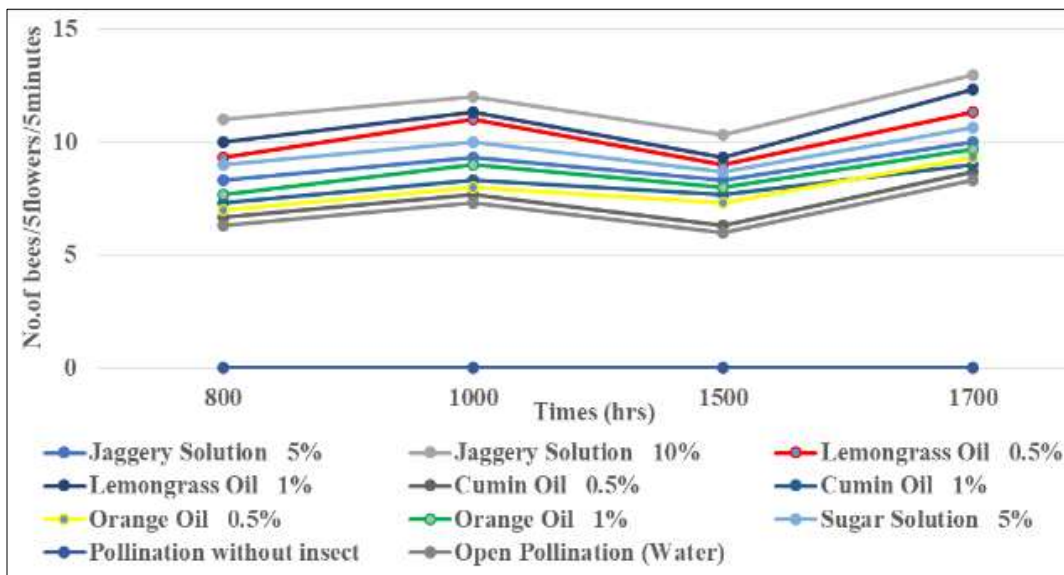 15
10
5
0
No.of bees/5flowers/5minutes
800 1000 1500 1700
Times (hrs)
Jaggery Solution 5% Jaggery Solution 10% Lemongrass Oil 0.5%
Lemongrass Oil 1% Cumin Oil 0.5% Cumin Oil 1%
Orange Oil 0.5% Orange Oil 1% Sugar Solution 5%
Pollination without insect Open Pollination (Water)